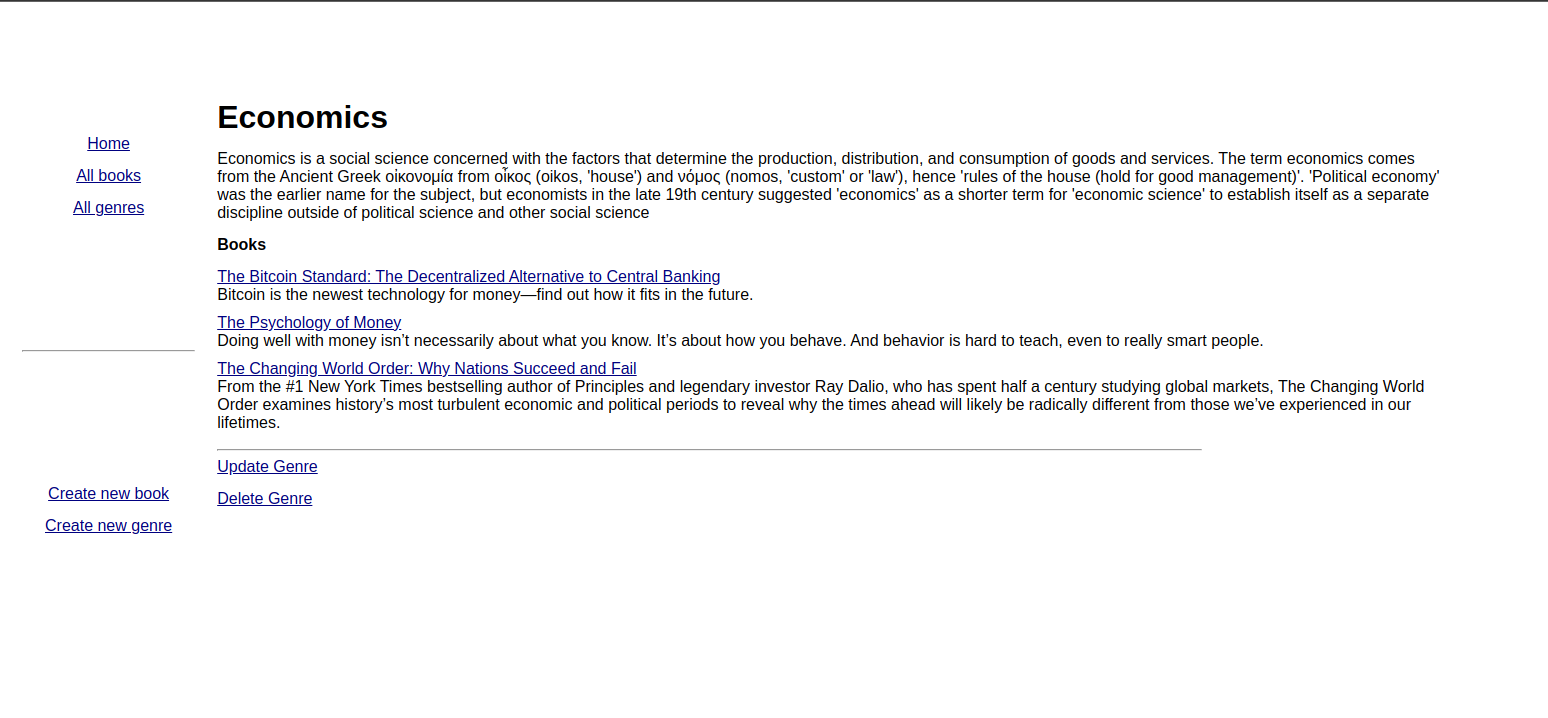 Home
All books
All genres
Create new book
Create new genre
Economics
Economics is a social science concerned with the factors that determine the production, distribution, and consumption of goods and services. The term economics comes
from the Ancient Greek οἰκονομία from οἶκος (oikos, 'house') and νόμος (nomos, 'custom' or 'law'), hence 'rules of the house (hold for good management)'. 'Political economy'
was the earlier name for the subject, but economists in the late 19th century suggested 'economics' as a shorter term for 'economic science' to establish itself as a separate
discipline outside of political science and other social science
Books
The Bitcoin Standard: The Decentralized Alternative to Central Banking
Bitcoin is the newest technology for money—find out how it fits in the future.
The Psychology of Money
Doing well with money isn’t necessarily about what you know. It’s about how you behave. And behavior is hard to teach, even to really smart people.
The Changing World Order: Why Nations Succeed and Fail
From the #1 New York Times bestselling author of Principles and legendary investor Ray Dalio, who has spent half a century studying global markets, The Changing World
Order examines history’s most turbulent economic and political periods to reveal why the times ahead will likely be radically different from those we’ve experienced in our
lifetimes.
Update Genre
Delete Genre